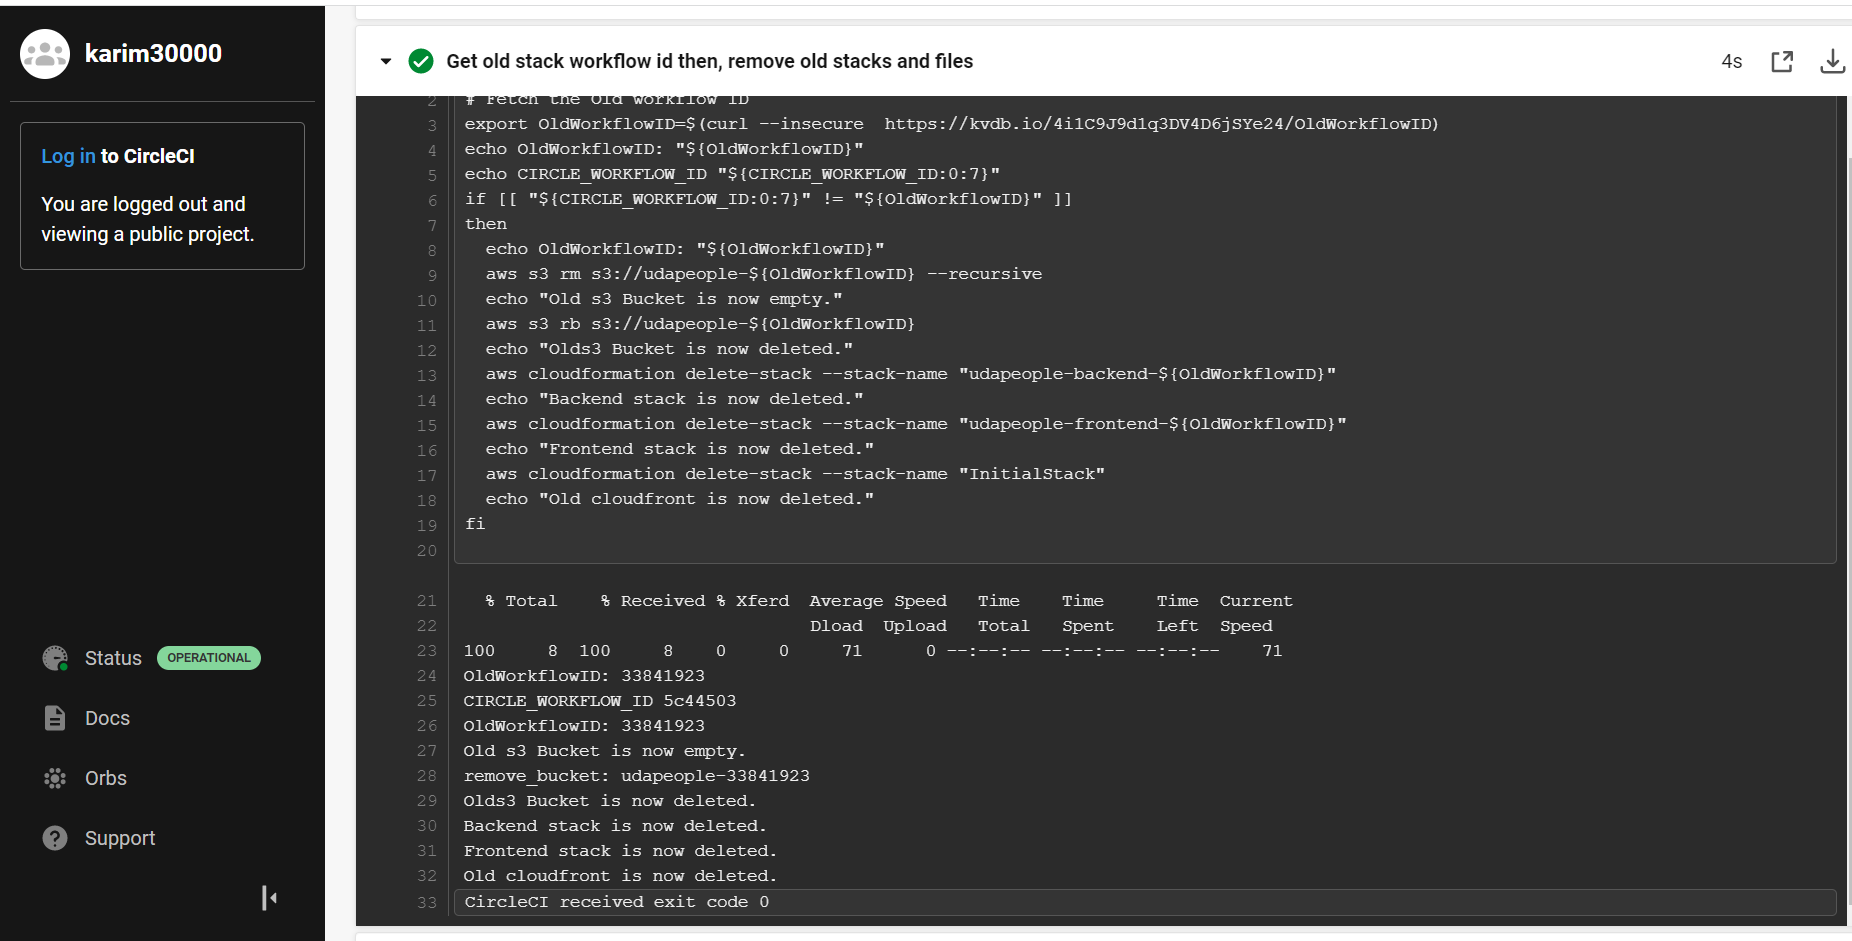 karim30000
Log in to CircleCI
You are logged out and
viewing a public project.
Status OPERATIONAL
Docs
Orbs
Support
Get old stack workflow id then, remove old stacks and files 4s
2 # Fetch the Old workflow ID
3 export OldWorkflowID=$(curl --insecure  https://kvdb.io/4i1C9J9d1q3DV4D6jSYe24/OldWorkflowID)
4 echo OldWorkflowID: "${OldWorkflowID}"
5 echo CIRCLE_WORKFLOW_ID "${CIRCLE_WORKFLOW_ID:0:7}"
6 if [[ "${CIRCLE_WORKFLOW_ID:0:7}" != "${OldWorkflowID}" ]]
7 then
8   echo OldWorkflowID: "${OldWorkflowID}"
9   aws s3 rm s3://udapeople-${OldWorkflowID} --recursive
10   echo "Old s3 Bucket is now empty."
11   aws s3 rb s3://udapeople-${OldWorkflowID}
12   echo "Olds3 Bucket is now deleted."
13   aws cloudformation delete-stack --stack-name "udapeople-backend-${OldWorkflowID}"
14   echo "Backend stack is now deleted."
15   aws cloudformation delete-stack --stack-name "udapeople-frontend-${OldWorkflowID}"
16   echo "Frontend stack is now deleted."
17   aws cloudformation delete-stack --stack-name "InitialStack"
18   echo "Old cloudfront is now deleted."
19 fi
20
21   % Total    % Received % Xferd  Average Speed   Time    Time     Time  Current
22                                  Dload  Upload   Total   Spent    Left  Speed
23 100     8  100     8    0     0     71      0 --:--:-- --:--:-- --:--:--    71
24 OldWorkflowID: 33841923
25 CIRCLE_WORKFLOW_ID 5c44503
26 OldWorkflowID: 33841923
27 Old s3 Bucket is now empty.
28 remove_bucket: udapeople-33841923
29 Olds3 Bucket is now deleted.
30 Backend stack is now deleted.
31 Frontend stack is now deleted.
32 Old cloudfront is now deleted.
33 CircleCI received exit code 0